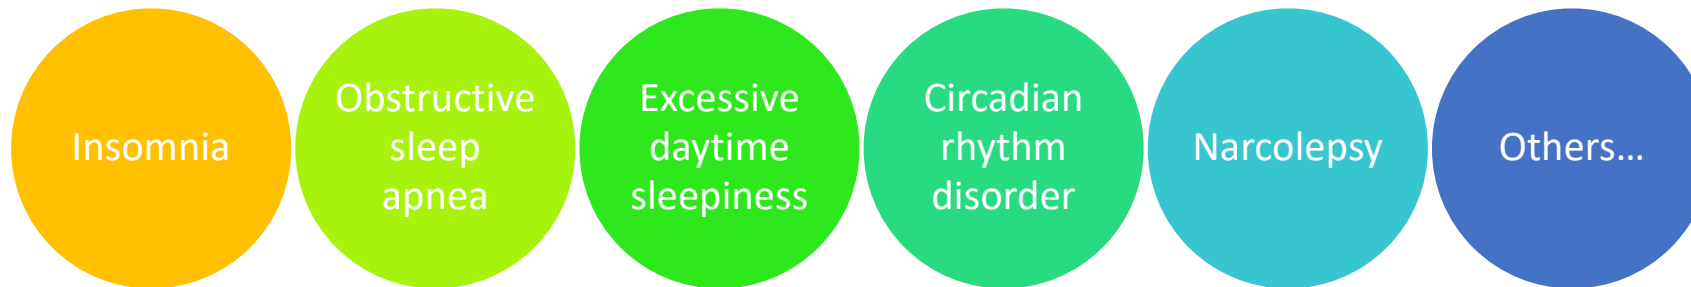 Insomnia
Obstructive
sleep
apnea
Excessive
daytime
sleepiness
Circadian
rhythm
disorder
Narcolepsy
Others…